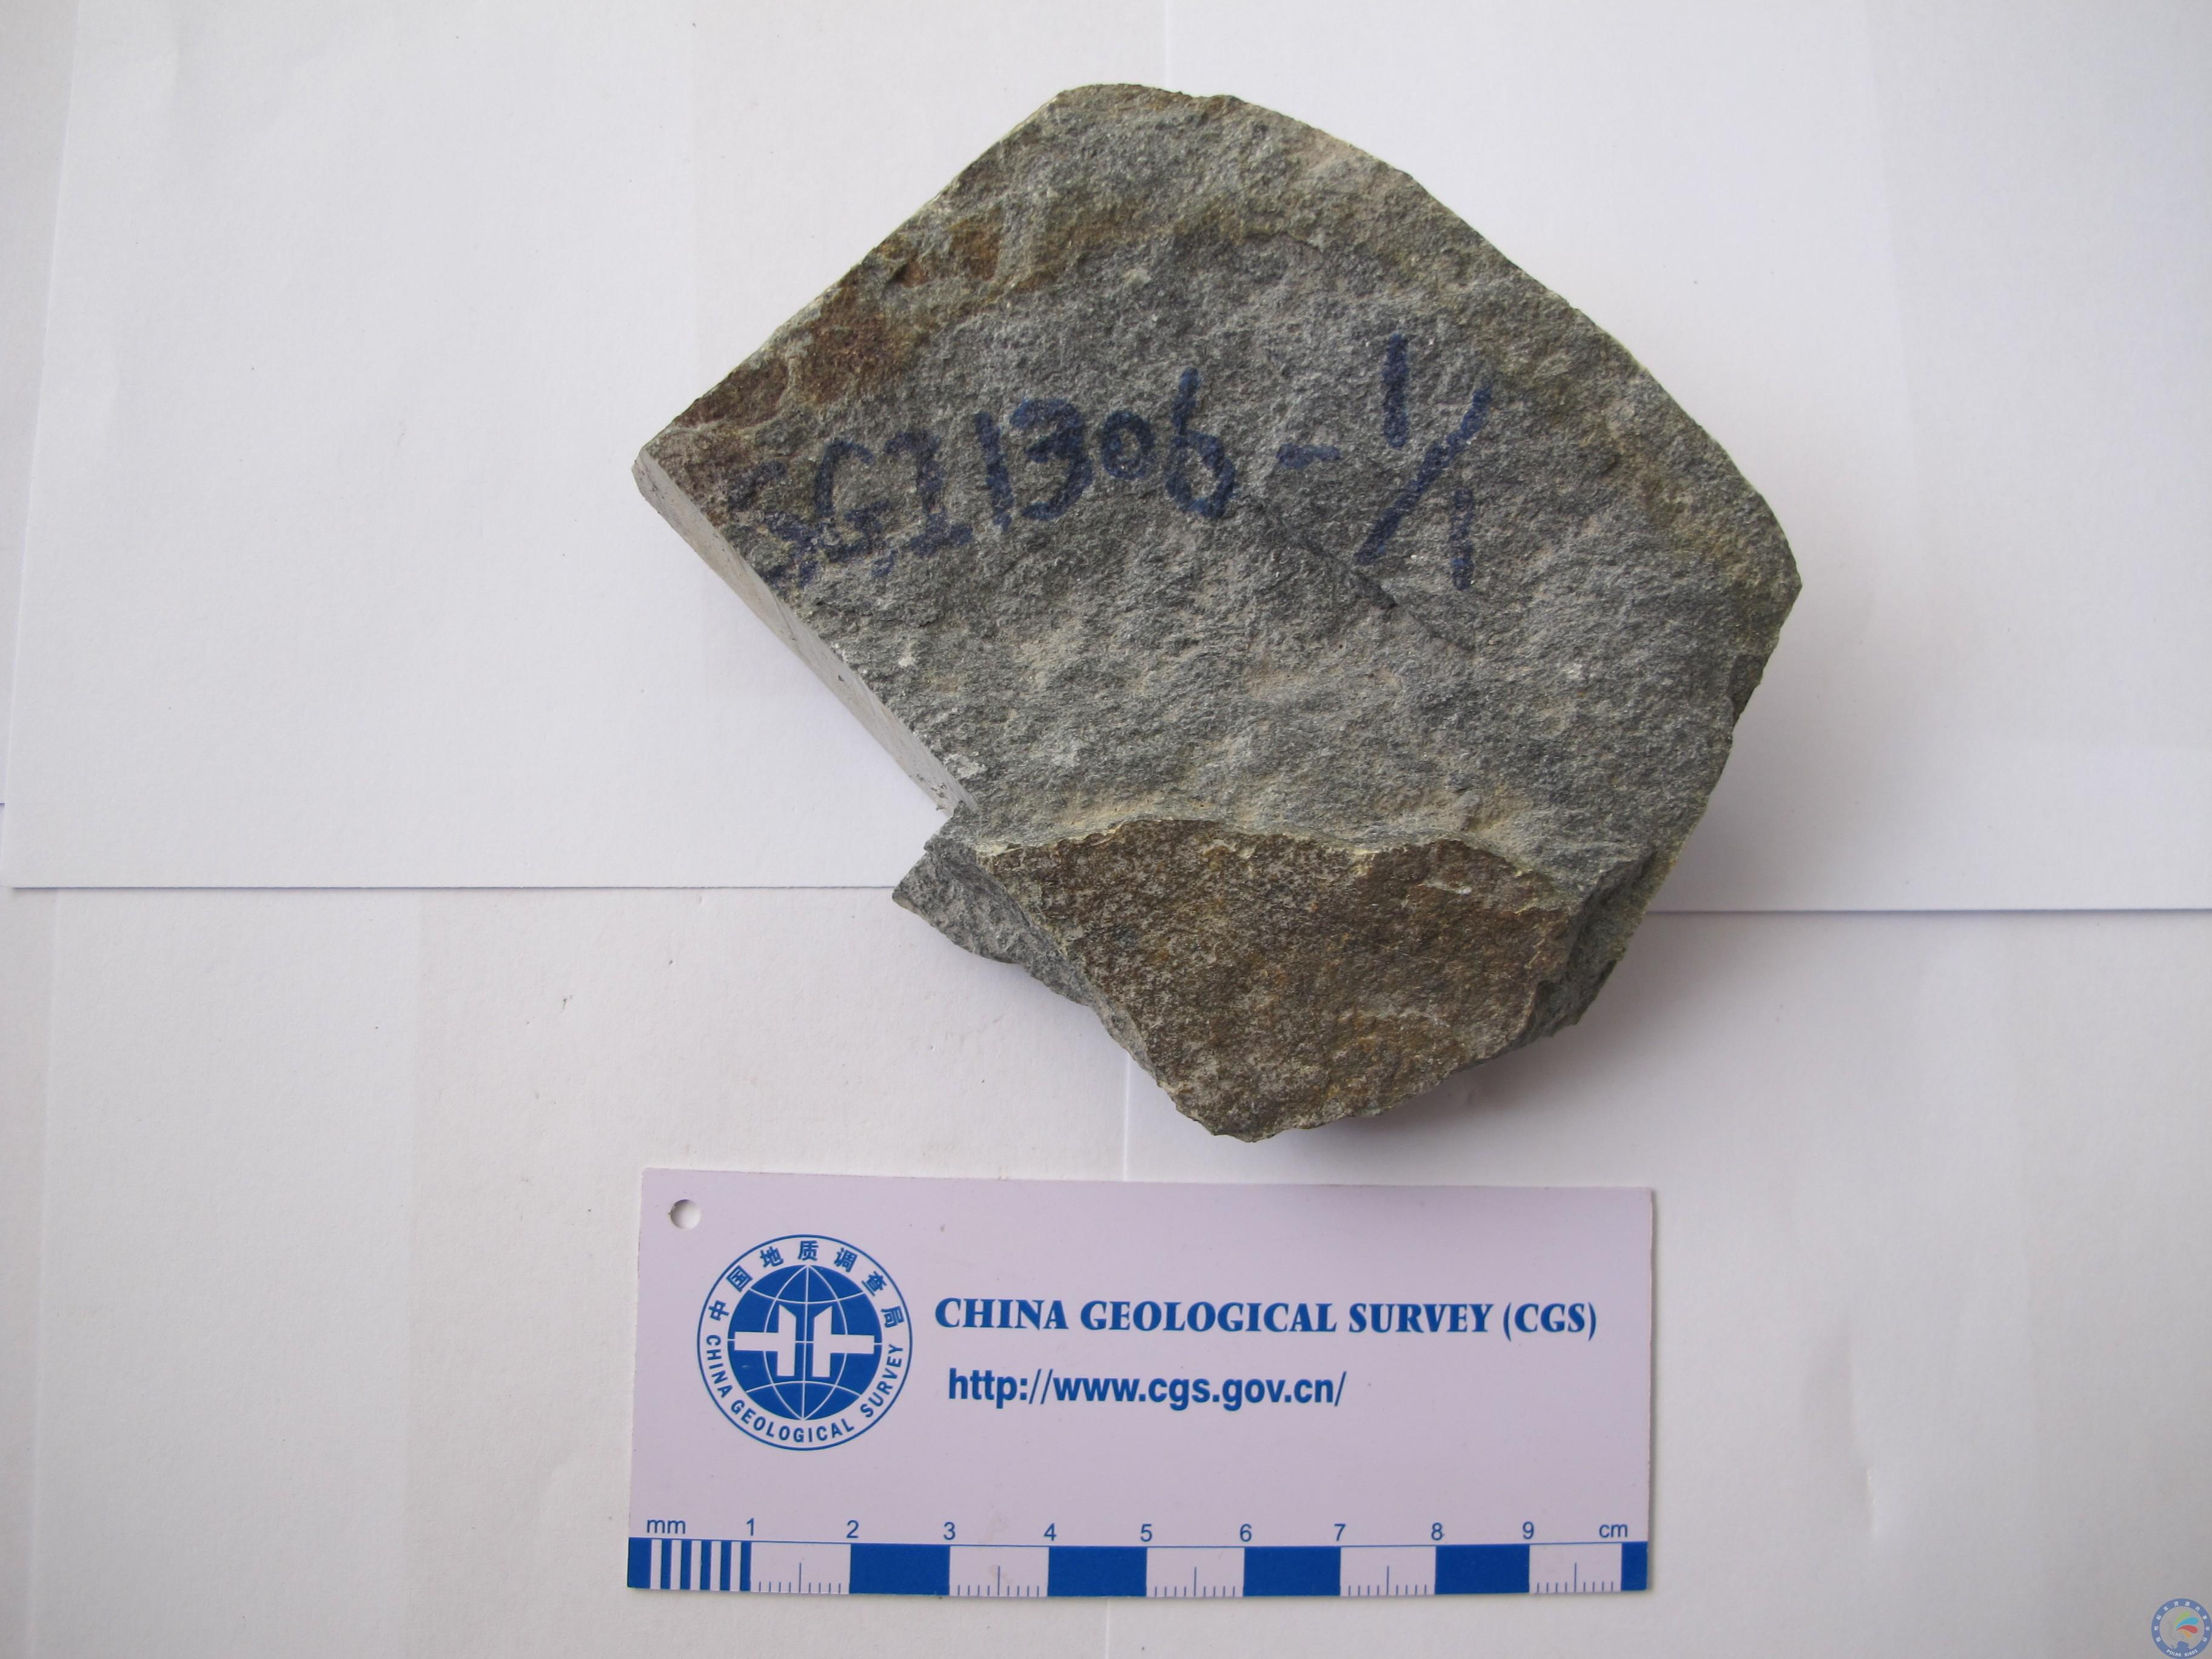 SGI1306-1/1
中国地质调查局
CHINA GEOLOGICAL SURVEY
CHINA GEOLOGICAL SURVEY (CGS)
http://www.cgs.gov.cn/
mm 1 2 3 4 5 6 7 8 9 cm